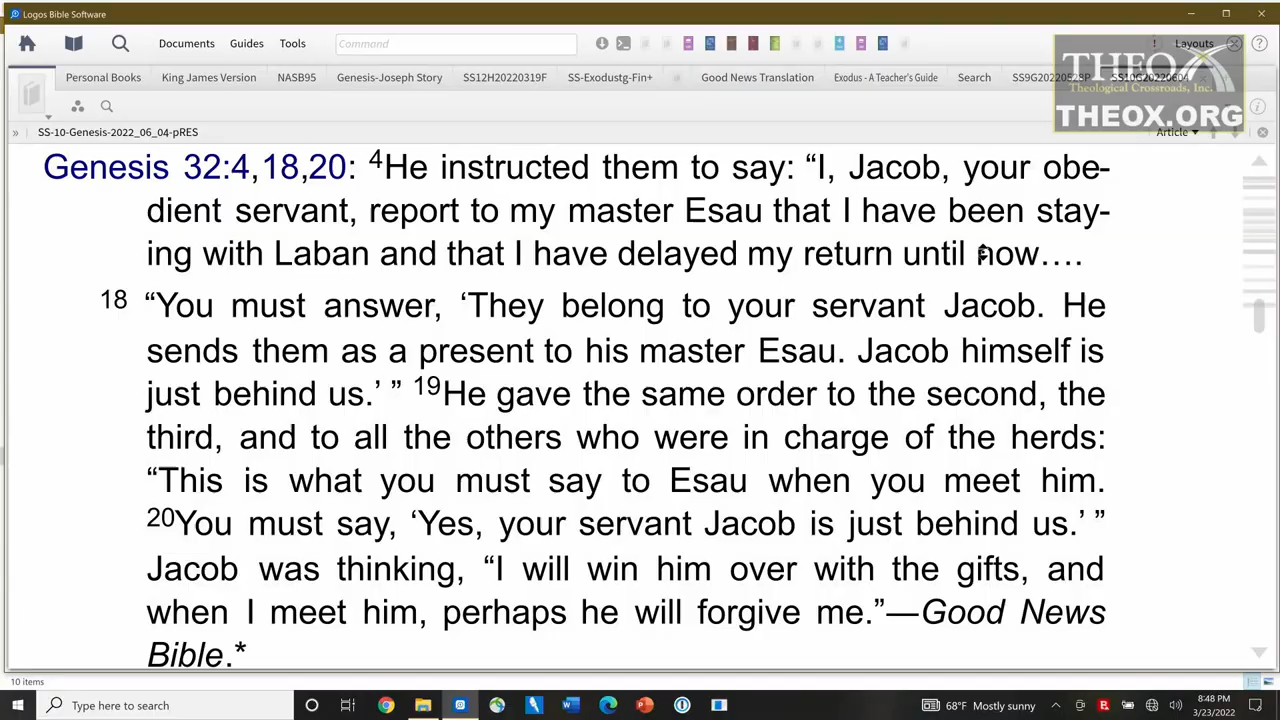 Logos Bible Software
Documents Guides Tools Command Layouts
Personal Books King James Version NASB95 Genesis-Joseph Story SS12H20220319F SS-Exodustg-Fin+ Good News Translation Exodus - A Teacher's Guide Search
THEOX
Theological Crossroads, Inc.
THEOX.ORG
SS-10-Genesis-2022_06_04-pRES Article
Genesis 32:4,18,20: 4He instructed them to say: “I, Jacob, your obe-
dient servant, report to my master Esau that I have been stay-
ing with Laban and that I have delayed my return until now….
18 “You must answer, ‘They belong to your servant Jacob. He
sends them as a present to his master Esau. Jacob himself is
just behind us.’ ” 19He gave the same order to the second, the
third, and to all the others who were in charge of the herds:
“This is what you must say to Esau when you meet him.
20You must say, ‘Yes, your servant Jacob is just behind us.’ ”
Jacob was thinking, “I will win him over with the gifts, and
when I meet him, perhaps he will forgive me.”—Good News
Bible.*
10 items
Type here to search 68°F Mostly sunny 8:48 PM
3/23/2022